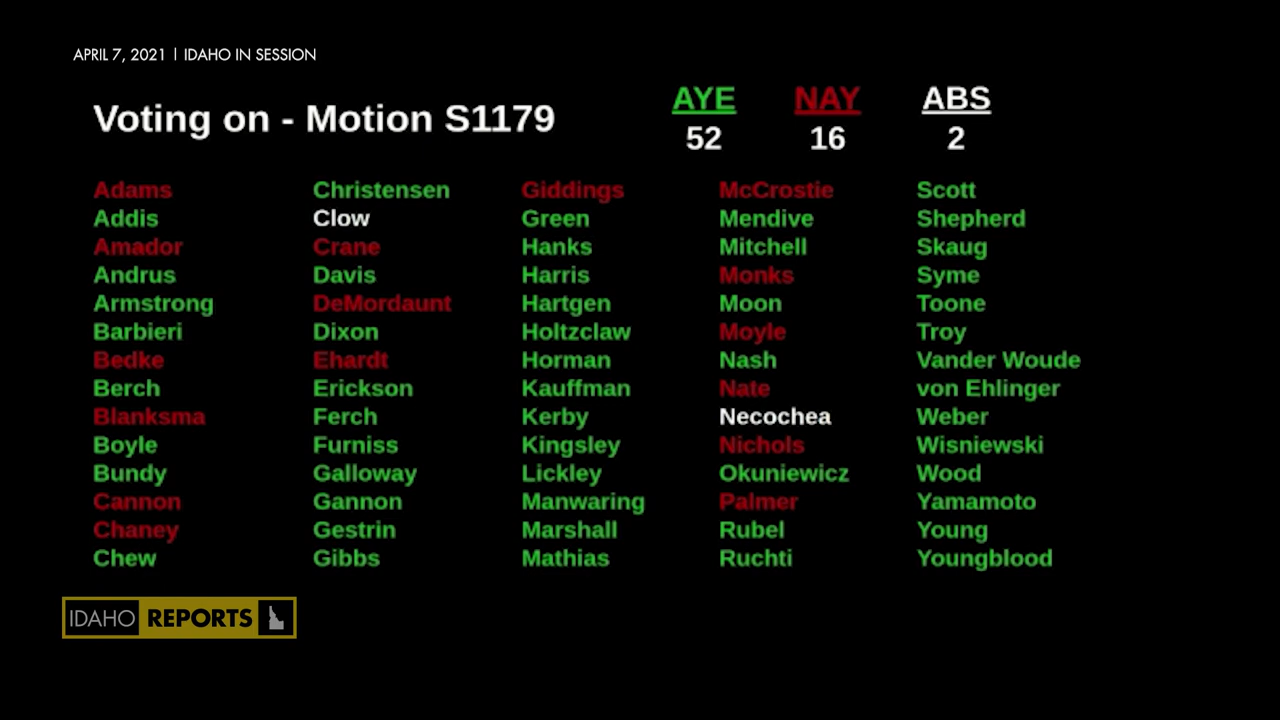 APRIL 7, 2021 | IDAHO IN SESSION
Voting on - Motion S1179
AYE NAY ABS
52 16 2
Adams Christensen Giddings McCrostie Scott
Addis Clow Green Mendive Shepherd
Amador Crane Hanks Mitchell Skaug
Andrus Davis Harris Monks Syme
Armstrong DeMordaunt Hartgen Moon Toone
Barbieri Dixon Holtzclaw Moyle Troy
Bedke Ehardt Horman Nash Vander Woude
Berch Erickson Kauffman Nate von Ehlinger
Blanksma Ferch Kerby Necochea Weber
Boyle Furniss Kingsley Nichols Wisniewski
Bundy Galloway Lickley Okuniewicz Wood
Cannon Gannon Manwaring Palmer Yamamoto
Chaney Gestrin Marshall Rubel Young
Chew Gibbs Mathias Ruchti Youngblood
IDAHO REPORTS